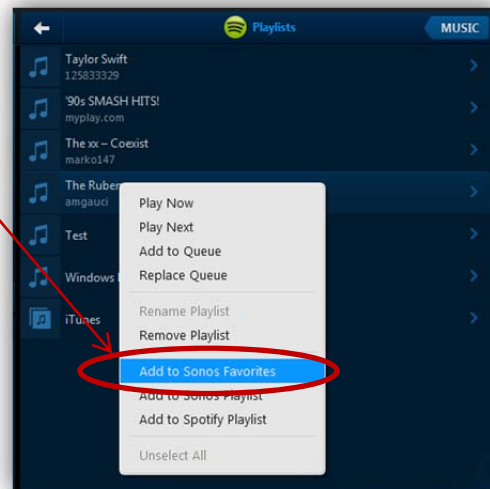 Playlists
MUSIC
Taylor Swift
125833329
'90s SMASH HITS!
myplay.com
The xx – Coexist
marko147
The Ruben
amgauci
Test
Windows
iTunes
Play Now
Play Next
Add to Queue
Replace Queue
Rename Playlist
Remove Playlist
Add to Sonos Favorites
Add to Sonos Playlist
Add to Spotify Playlist
Unselect All